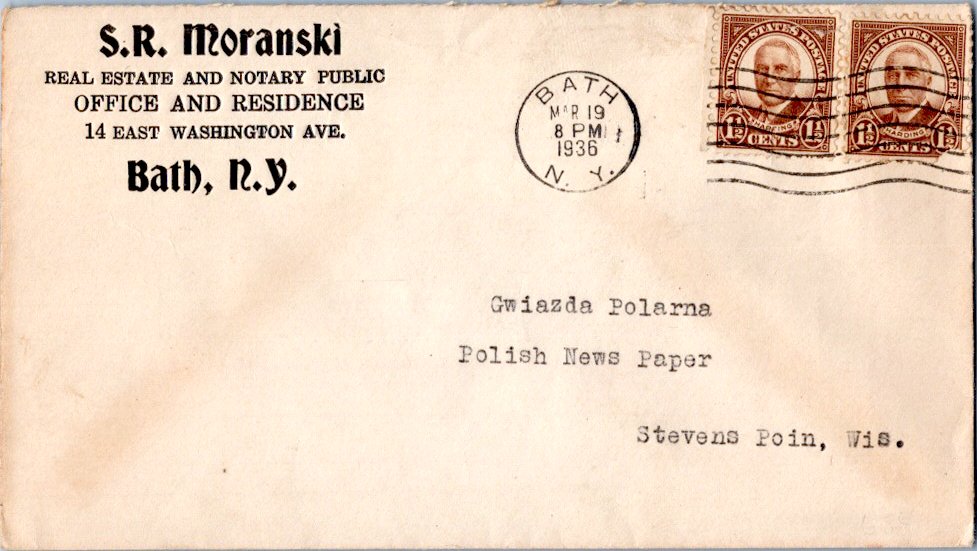 S.R. Moranski
REAL ESTATE AND NOTARY PUBLIC
OFFICE AND RESIDENCE
14 EAST WASHINGTON AVE.
Bath, N.Y.
BATH
MAR 19
8 PM
1936
N. Y.
UNITED STATES POSTAGE
HARDING
1½ CENTS 1½
UNITED STATES POSTAGE
HARDING
1½ CENTS 1½
Gwiazda Polarna
Polish News Paper
Stevens Poin, Wis.